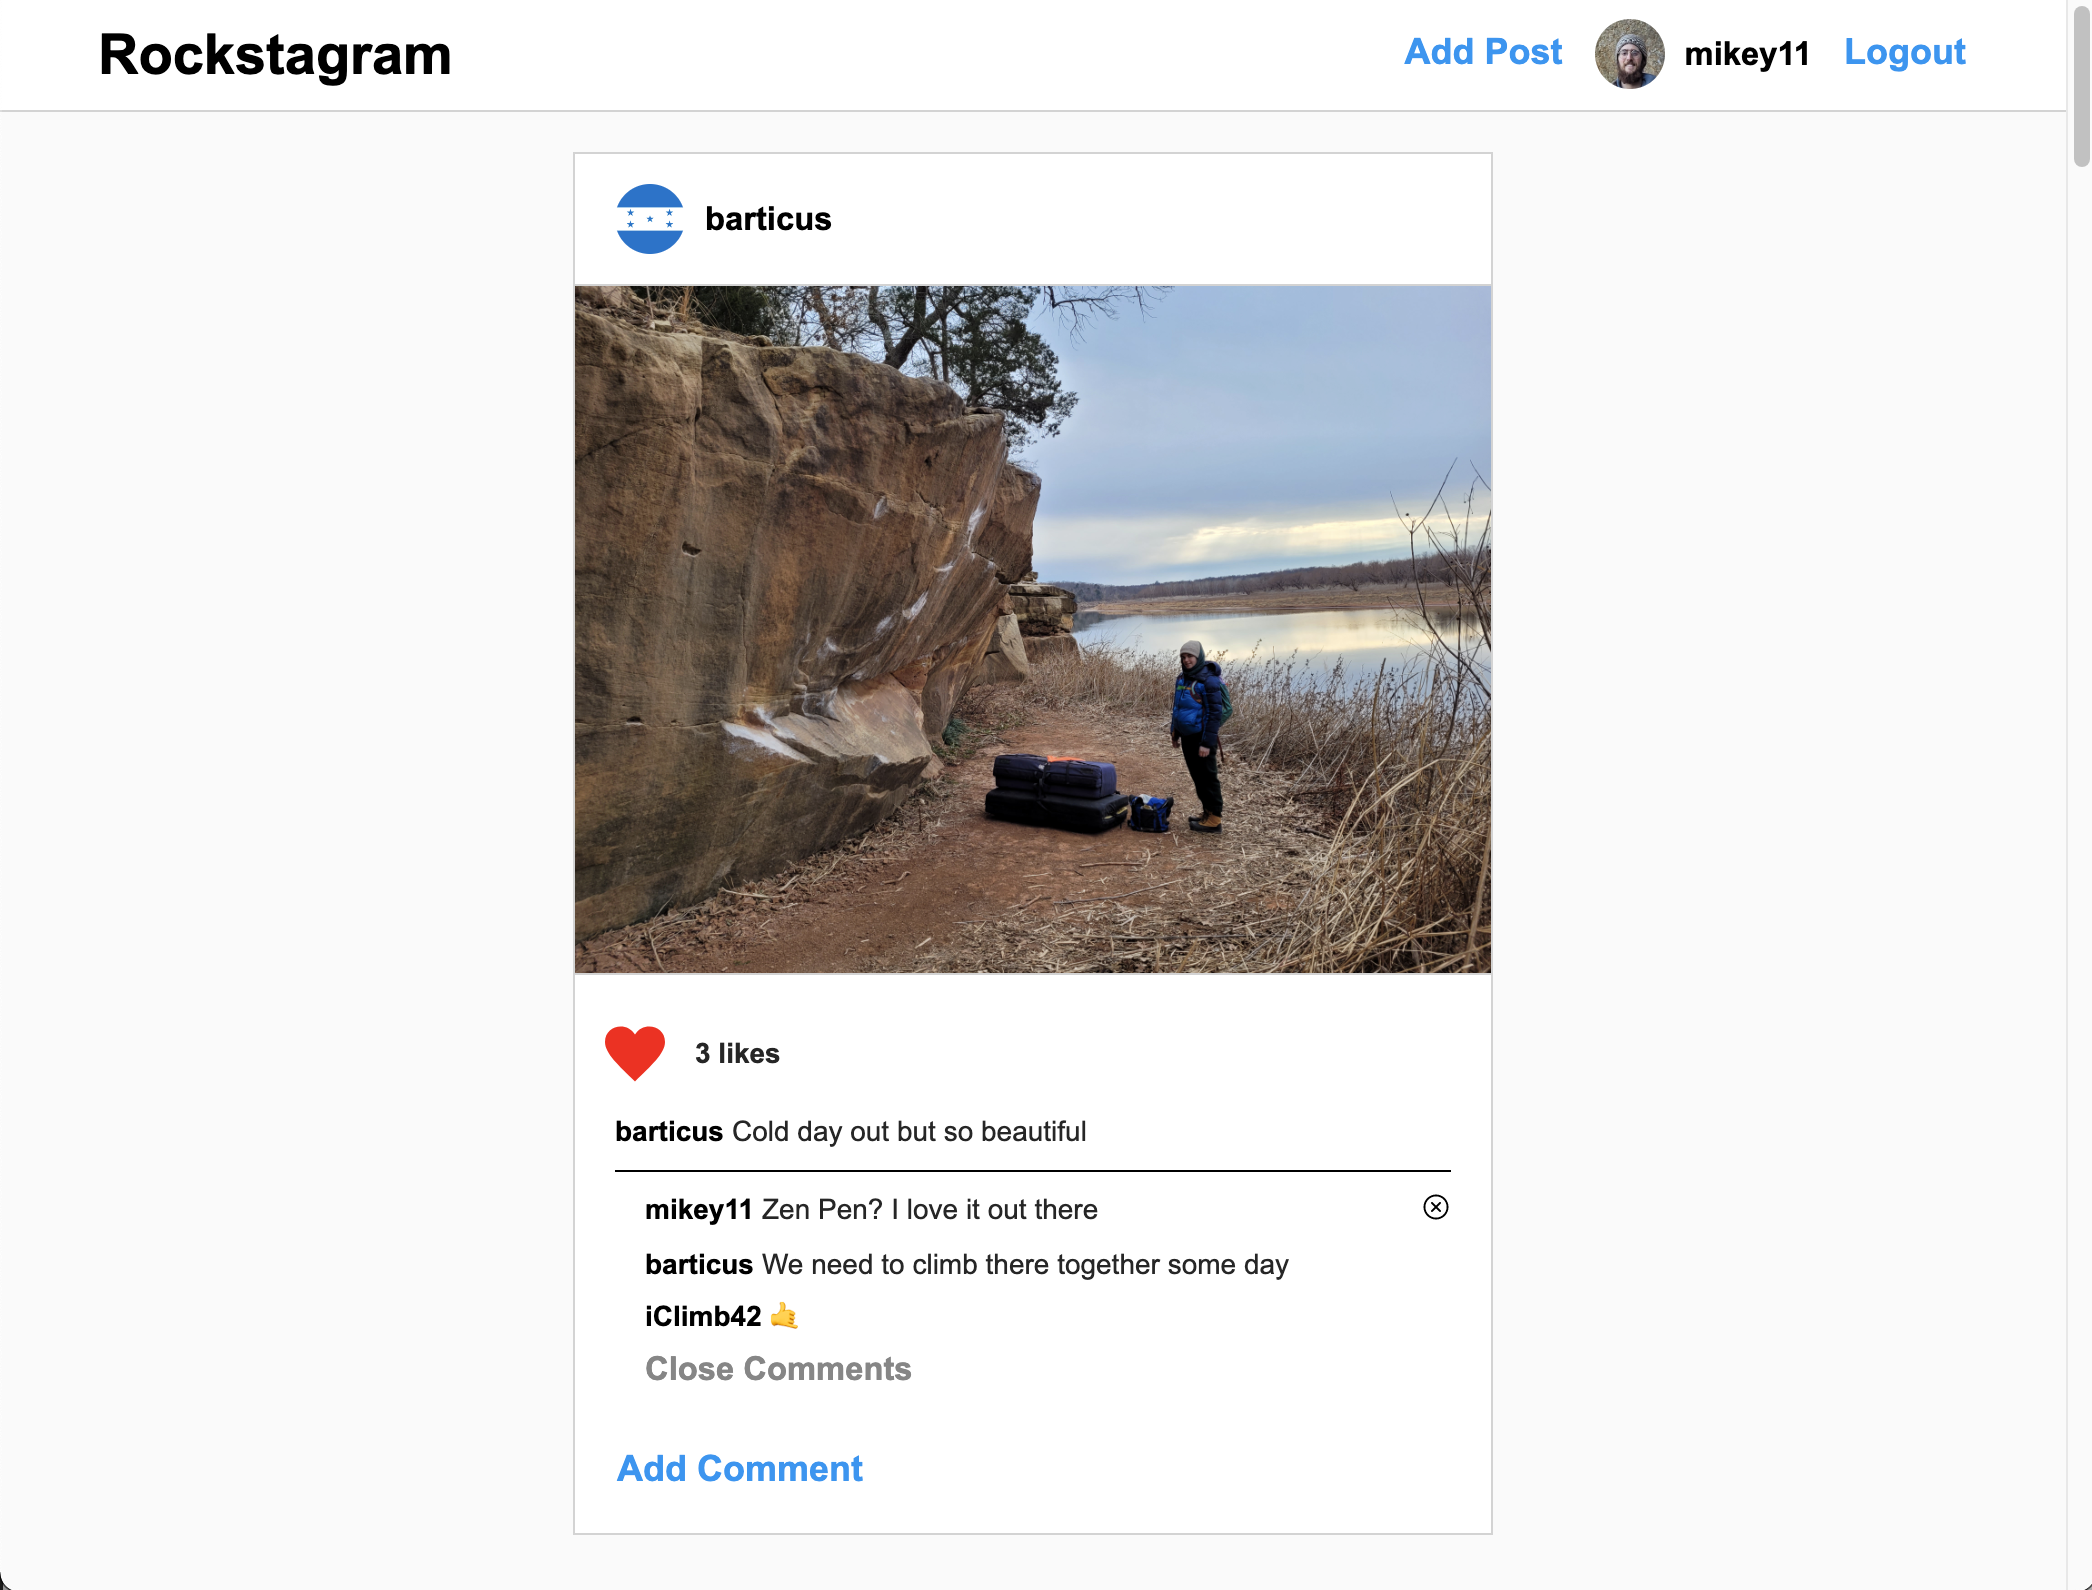 Rockstagram
Add Post mikey11 Logout
barticus
3 likes
barticus Cold day out but so beautiful
mikey11 Zen Pen? I love it out there
barticus We need to climb there together some day
iClimb42 🤙
Close Comments
Add Comment